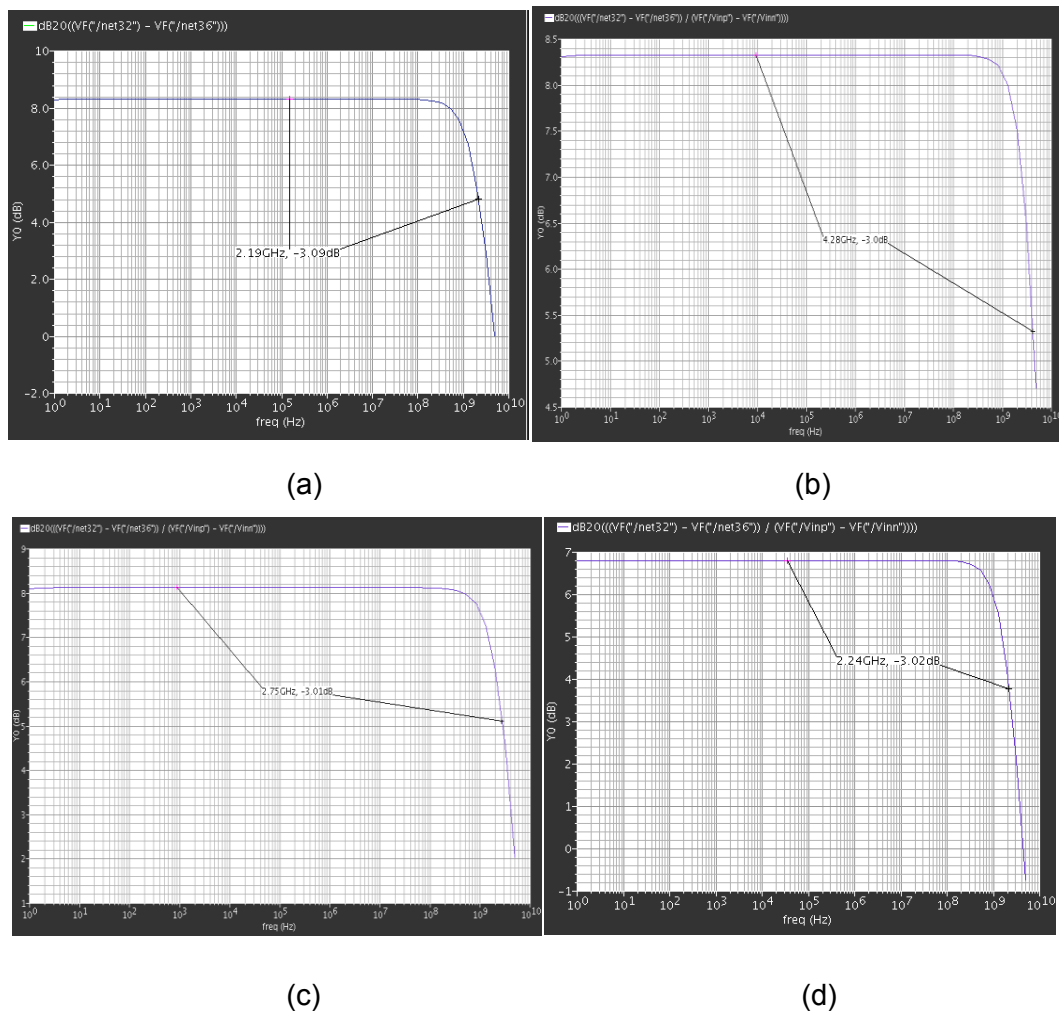 dB20((VF("/net32") - VF("/net36")))
10
8.0
6.0
4.0
2.0
0
-2.0
Y0 (dB)
2.19GHz, -3.09dB
10^0 10^1 10^2 10^3 10^4 10^5 10^6 10^7 10^8 10^9 10^10
freq (Hz)
(a)
dB20(((VF("/net32") - VF("/net36")) / (VF("/Vinp") - VF("/Vinn"))))
8.5
8.0
7.5
7.0
6.5
6.0
5.5
5.0
4.5
Y0 (dB)
4.28GHz, -3.0dB
10^0 10^1 10^2 10^3 10^4 10^5 10^6 10^7 10^8 10^9 10^10
freq (Hz)
(b)
dB20(((VF("/net32") - VF("/net36")) / (VF("/Vinp") - VF("/Vinn"))))
9
8
7
6
5
4
3
2
1
Y0 (dB)
2.75GHz, -3.01dB
10^0 10^1 10^2 10^3 10^4 10^5 10^6 10^7 10^8 10^9 10^10
freq (Hz)
(c)
dB20(((VF("/net32") - VF("/net36")) / (VF("/Vinp") - VF("/Vinn"))))
7
6
5
4
3
2
1
0
-1
Y0 (dB)
2.24GHz, -3.02dB
10^0 10^1 10^2 10^3 10^4 10^5 10^6 10^7 10^8 10^9 10^10
freq (Hz)
(d)